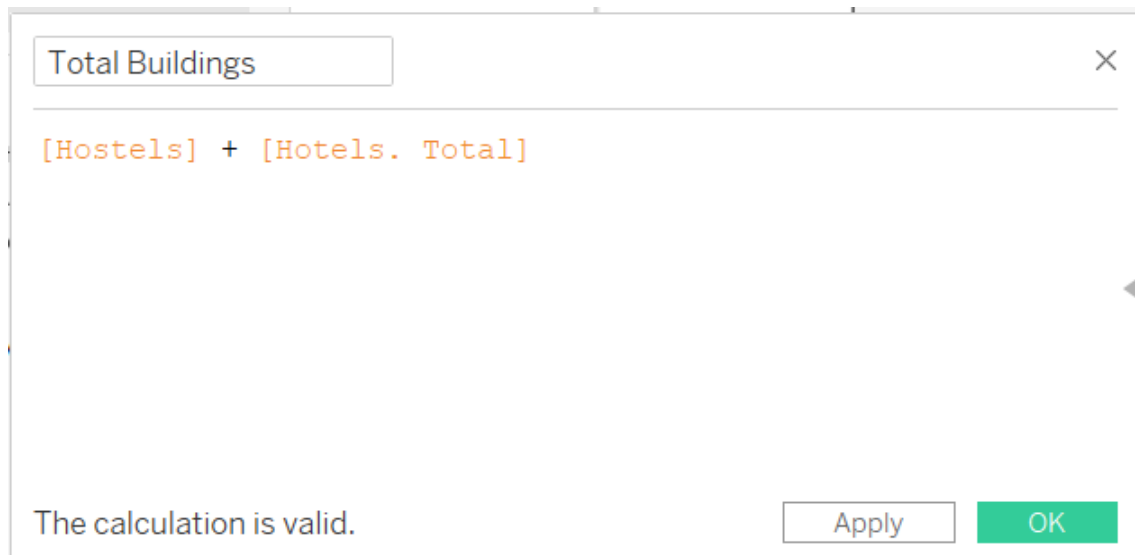 Total Buildings
[Hostels] + [Hotels. Total]
The calculation is valid.
Apply
OK